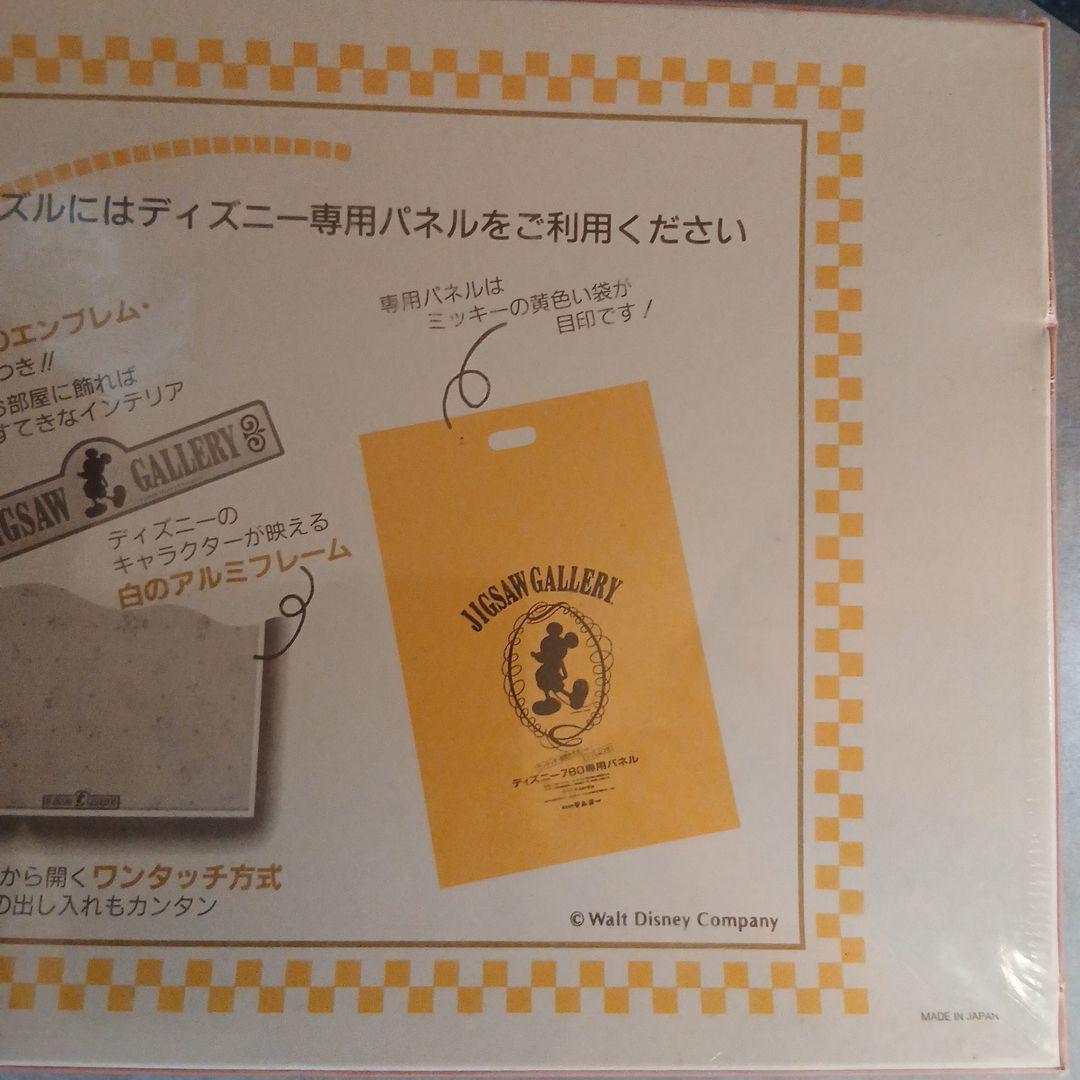 ズルにはディズニー専用パネルをご利用ください
専用パネルは
ミッキーの黄色い袋が
目印です！
のエンブレム・
つき!!
部屋に飾れば
すてきなインテリア
JIGSAW GALLERY
ディズニーの
キャラクターが映える
白のアルミフレーム
JIGSAW GALLERY
ディズニー780専用パネル
から開くワンタッチ方式
の出し入れもカンタン
© Walt Disney Company
MADE IN JAPAN